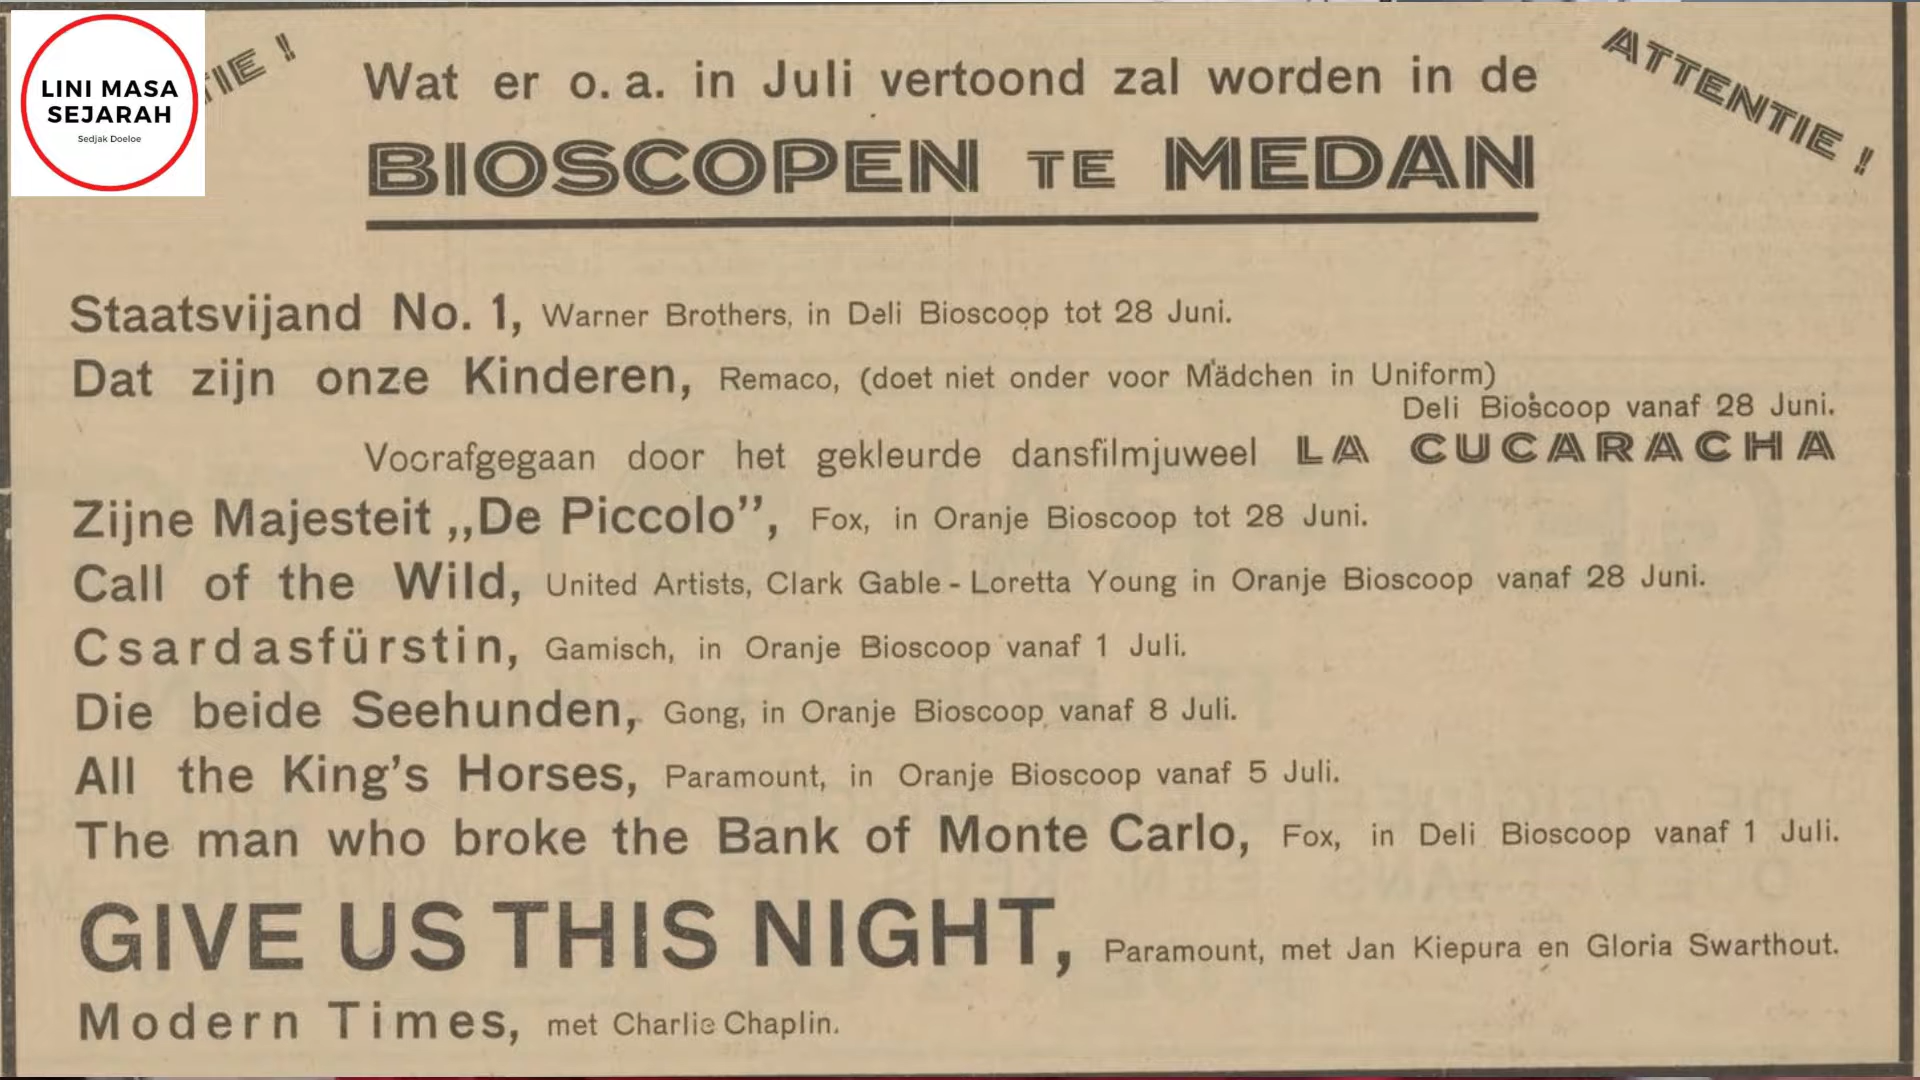 LINI MASA
SEJARAH
Sedjak Doeloe
TIE!
ATTENTIE!
Wat er o. a. in Juli vertoond zal worden in de
BIOSCOPEN TE MEDAN
Staatsvijand No. 1, Warner Brothers, in Deli Bioscoop tot 28 Juni.
Dat zijn onze Kinderen, Remaco, (doet niet onder voor Mädchen in Uniform)
Deli Bioscoop vanaf 28 Juni.
Voorafgegaan door het gekleurde dansfilmjuweel LA CUCARACHA
Zijne Majesteit „De Piccolo”, Fox, in Oranje Bioscoop tot 28 Juni.
Call of the Wild, United Artists, Clark Gable - Loretta Young in Oranje Bioscoop vanaf 28 Juni.
Csardasfürstin, Gamisch, in Oranje Bioscoop vanaf 1 Juli.
Die beide Seehunden, Gong, in Oranje Bioscoop vanaf 8 Juli.
All the King's Horses, Paramount, in Oranje Bioscoop vanaf 5 Juli.
The man who broke the Bank of Monte Carlo, Fox, in Deli Bioscoop vanaf 1 Juli.
GIVE US THIS NIGHT, Paramount, met Jan Kiepura en Gloria Swarthout.
Modern Times, met Charlie Chaplin.